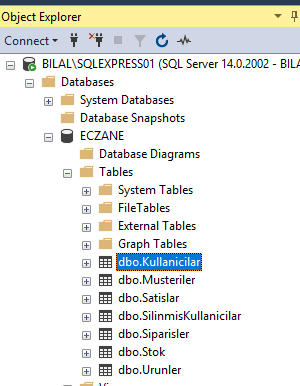 Object Explorer
Connect
BILAL\SQLEXPRESS01 (SQL Server 14.0.2002 - BILA
Databases
System Databases
Database Snapshots
ECZANE
Database Diagrams
Tables
System Tables
FileTables
External Tables
Graph Tables
dbo.Kullanicilar
dbo.Musteriler
dbo.Satislar
dbo.SilinmisKullanicilar
dbo.Siparisler
dbo.Stok
dbo.Urunler